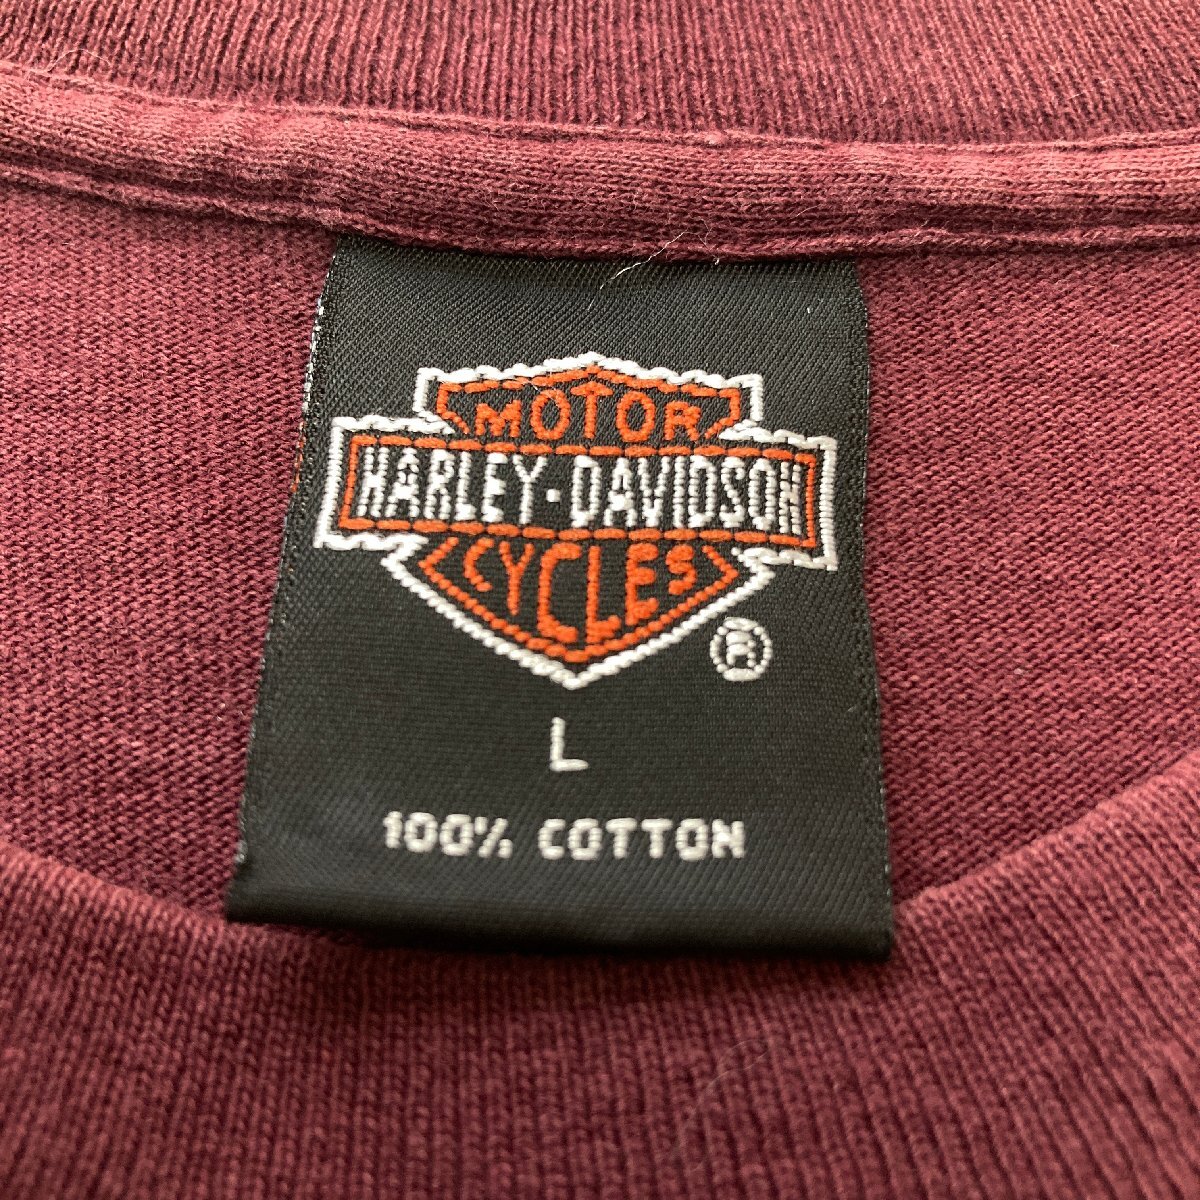 MOTOR
HARLEY-DAVIDSON
CYCLES
®
L
100% COTTON